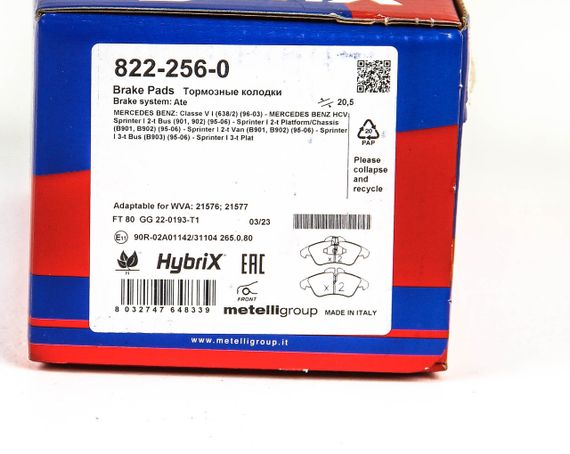 822-256-0
Brake Pads Тормозные колодки
Brake system: Ate
20,5
MERCEDES BENZ: Classe V I (638/2) (96-03) - MERCEDES BENZ HCV:
Sprinter I 2-t Bus (901, 902) (95-06) - Sprinter I 2-t Platform/Chassis
(B901, B902) (95-06) - Sprinter I 2-t Van (B901, B902) (95-06) - Sprinter
I 3-t Bus (B903) (95-06) - Sprinter I 3-t Plat
20
PAP
Please
collapse
and
recycle
Adaptable for WVA: 21576; 21577
FT 80 GG 22-0193-T1
03/23
E11 90R-02A01142/31104 265.0.80
x 2
x 2
71
HybriX
EAC
FRONT
8 032747 648339
metelligroup
MADE IN ITALY
www.metelligroup.it